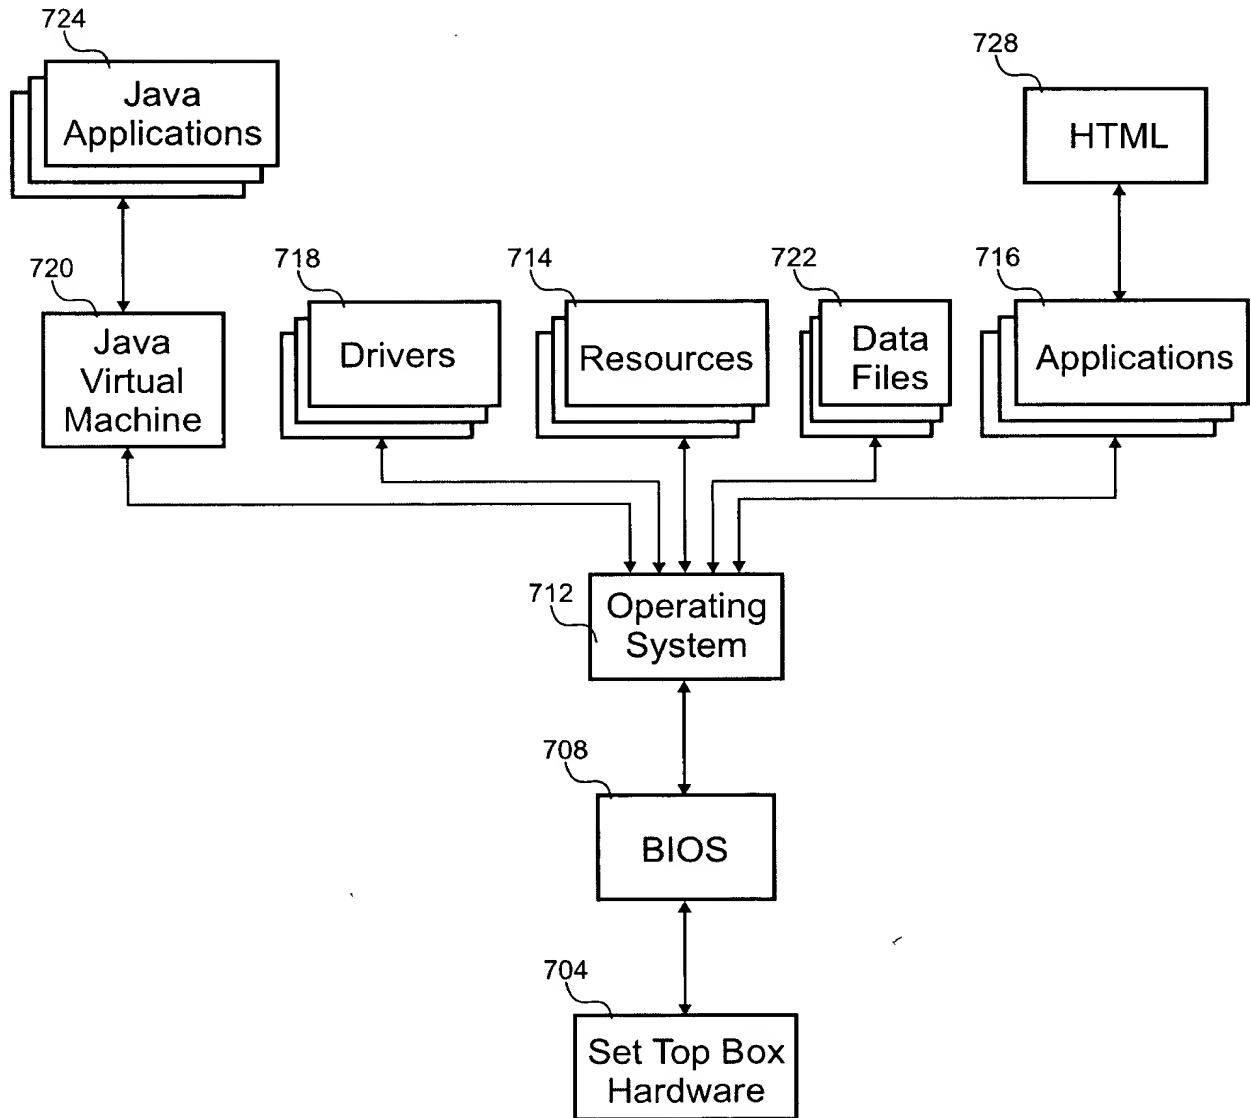 724
Java
Applications
728
HTML
720
Java
Virtual
Machine
718
Drivers
714
Resources
722
Data
Files
716
Applications
712
Operating
System
708
BIOS
704
Set Top Box
Hardware